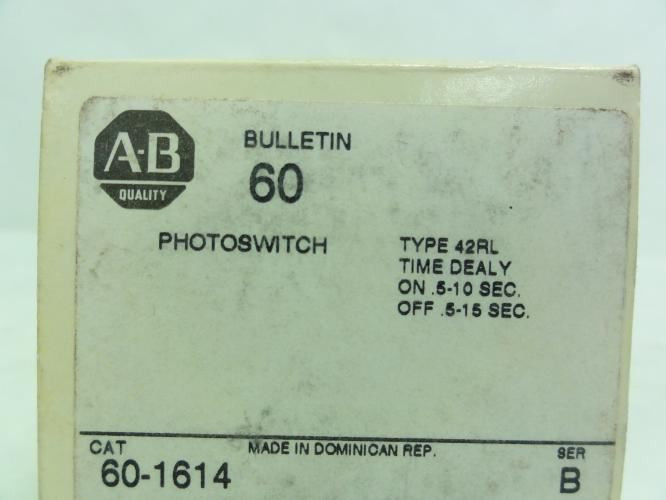 A-B
QUALITY
BULLETIN
60
PHOTOSWITCH
TYPE 42RL
TIME DEALY
ON .5-10 SEC.
OFF .5-15 SEC.
CAT
60-1614
MADE IN DOMINICAN REP.
SER
B